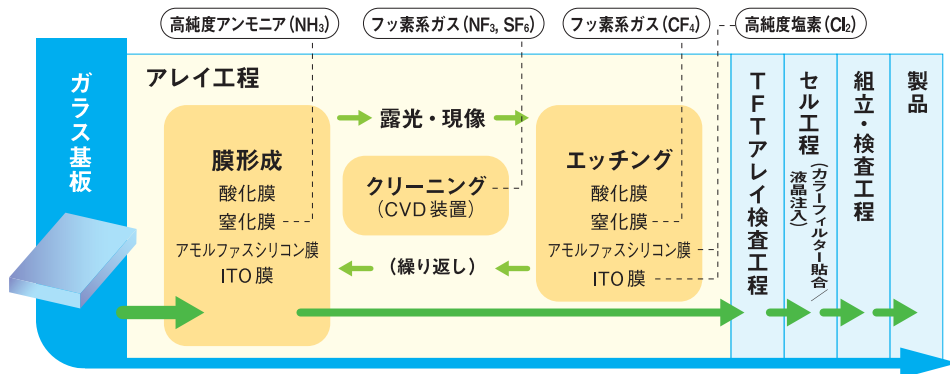 高純度アンモニア(NH₃)
フッ素系ガス(NF₃, SF₆)
フッ素系ガス(CF₄)
高純度塩素(Cl₂)
ガラス基板
アレイ工程
膜形成
酸化膜
窒化膜
アモルファスシリコン膜
ITO膜
露光・現像
クリーニング
(CVD装置)
(繰り返し)
エッチング
酸化膜
窒化膜
アモルファスシリコン膜
ITO膜
TFTアレイ検査工程
セル工程
(カラーフィルター貼合/
液晶注入)
組立・検査工程
製品